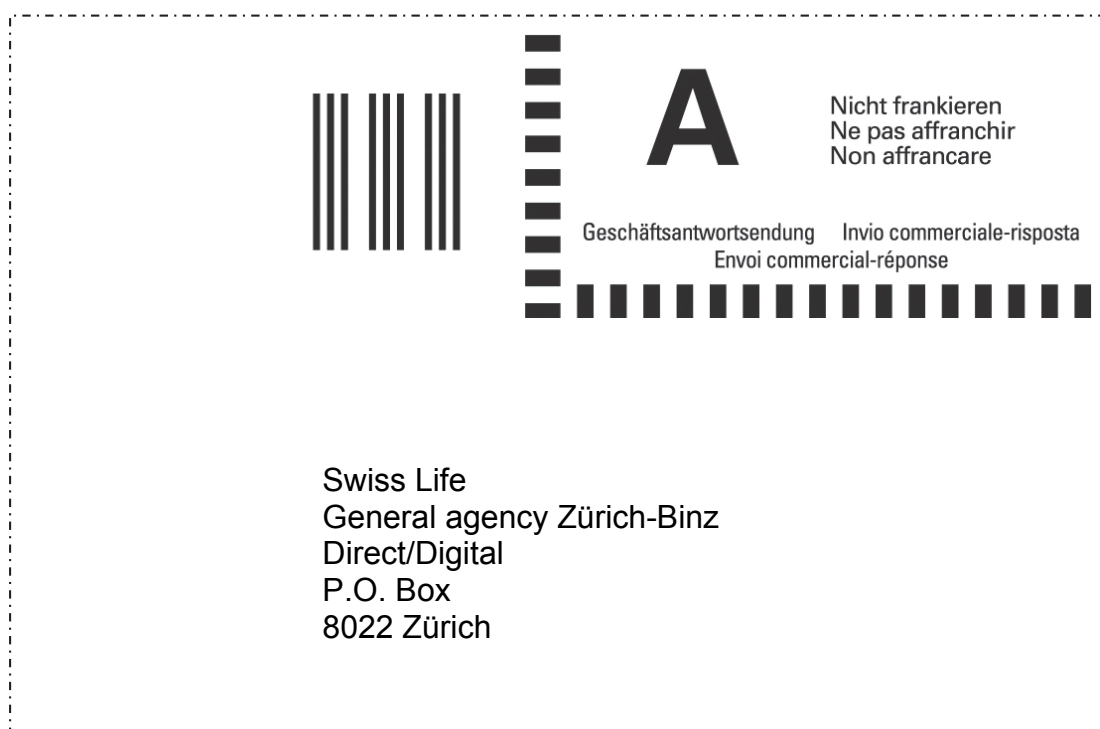 A
Nicht frankieren
Ne pas affranchir
Non affrancare
Geschäftsantwortsendung Invio commerciale-risposta
Envoi commercial-réponse
Swiss Life
General agency Zürich-Binz
Direct/Digital
P.O. Box
8022 Zürich